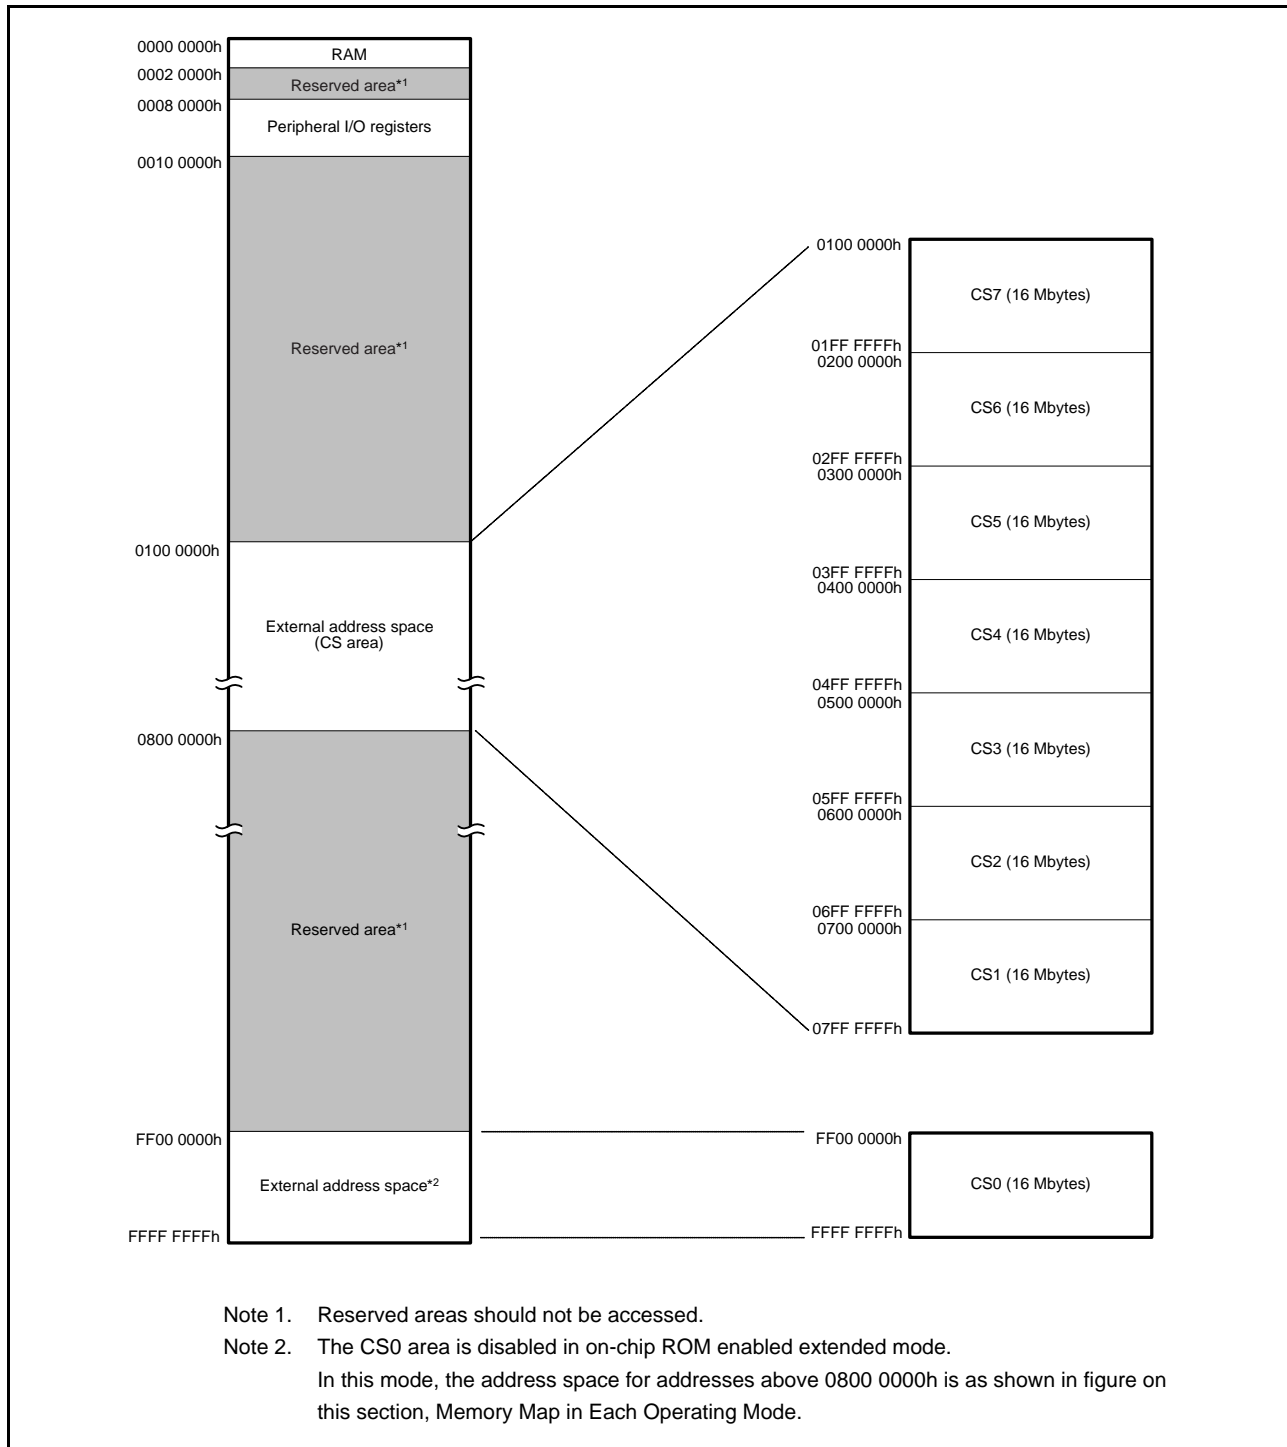 0000 0000h
RAM
0002 0000h
Reserved area*1
0008 0000h
Peripheral I/O registers
0010 0000h
Reserved area*1
0100 0000h
External address space
(CS area)
0800 0000h
Reserved area*1
FF00 0000h
External address space*2
FFFF FFFFh
0100 0000h
CS7 (16 Mbytes)
01FF FFFFh
0200 0000h
CS6 (16 Mbytes)
02FF FFFFh
0300 0000h
CS5 (16 Mbytes)
03FF FFFFh
0400 0000h
CS4 (16 Mbytes)
04FF FFFFh
0500 0000h
CS3 (16 Mbytes)
05FF FFFFh
0600 0000h
CS2 (16 Mbytes)
06FF FFFFh
0700 0000h
CS1 (16 Mbytes)
07FF FFFFh
FF00 0000h
CS0 (16 Mbytes)
FFFF FFFFh
Note 1. Reserved areas should not be accessed.
Note 2. The CS0 area is disabled in on-chip ROM enabled extended mode.
In this mode, the address space for addresses above 0800 0000h is as shown in figure on
this section, Memory Map in Each Operating Mode.